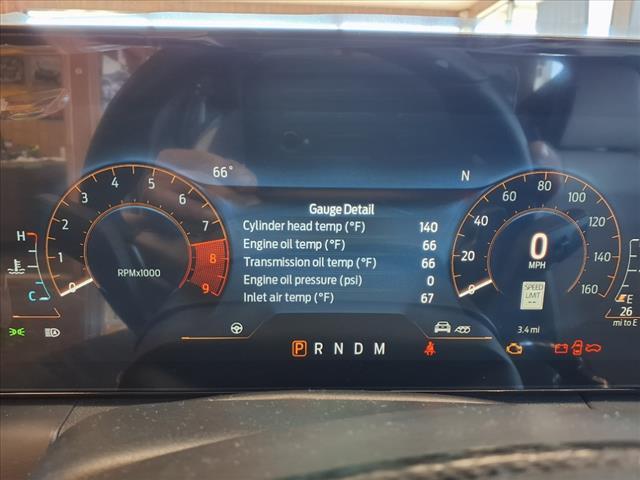 66° N
Gauge Detail
Cylinder head temp (°F) 140
Engine oil temp (°F) 66
Transmission oil temp (°F) 66
Engine oil pressure (psi) 0
Inlet air temp (°F) 67
H
C
0 1 2 3 4 5 6 7 8 9
RPMx1000
0 20 40 60 80 100 120 140 160
0
MPH
SPEED
LIMIT
--
3.4 mi
E
26
mi to E
P R N D M